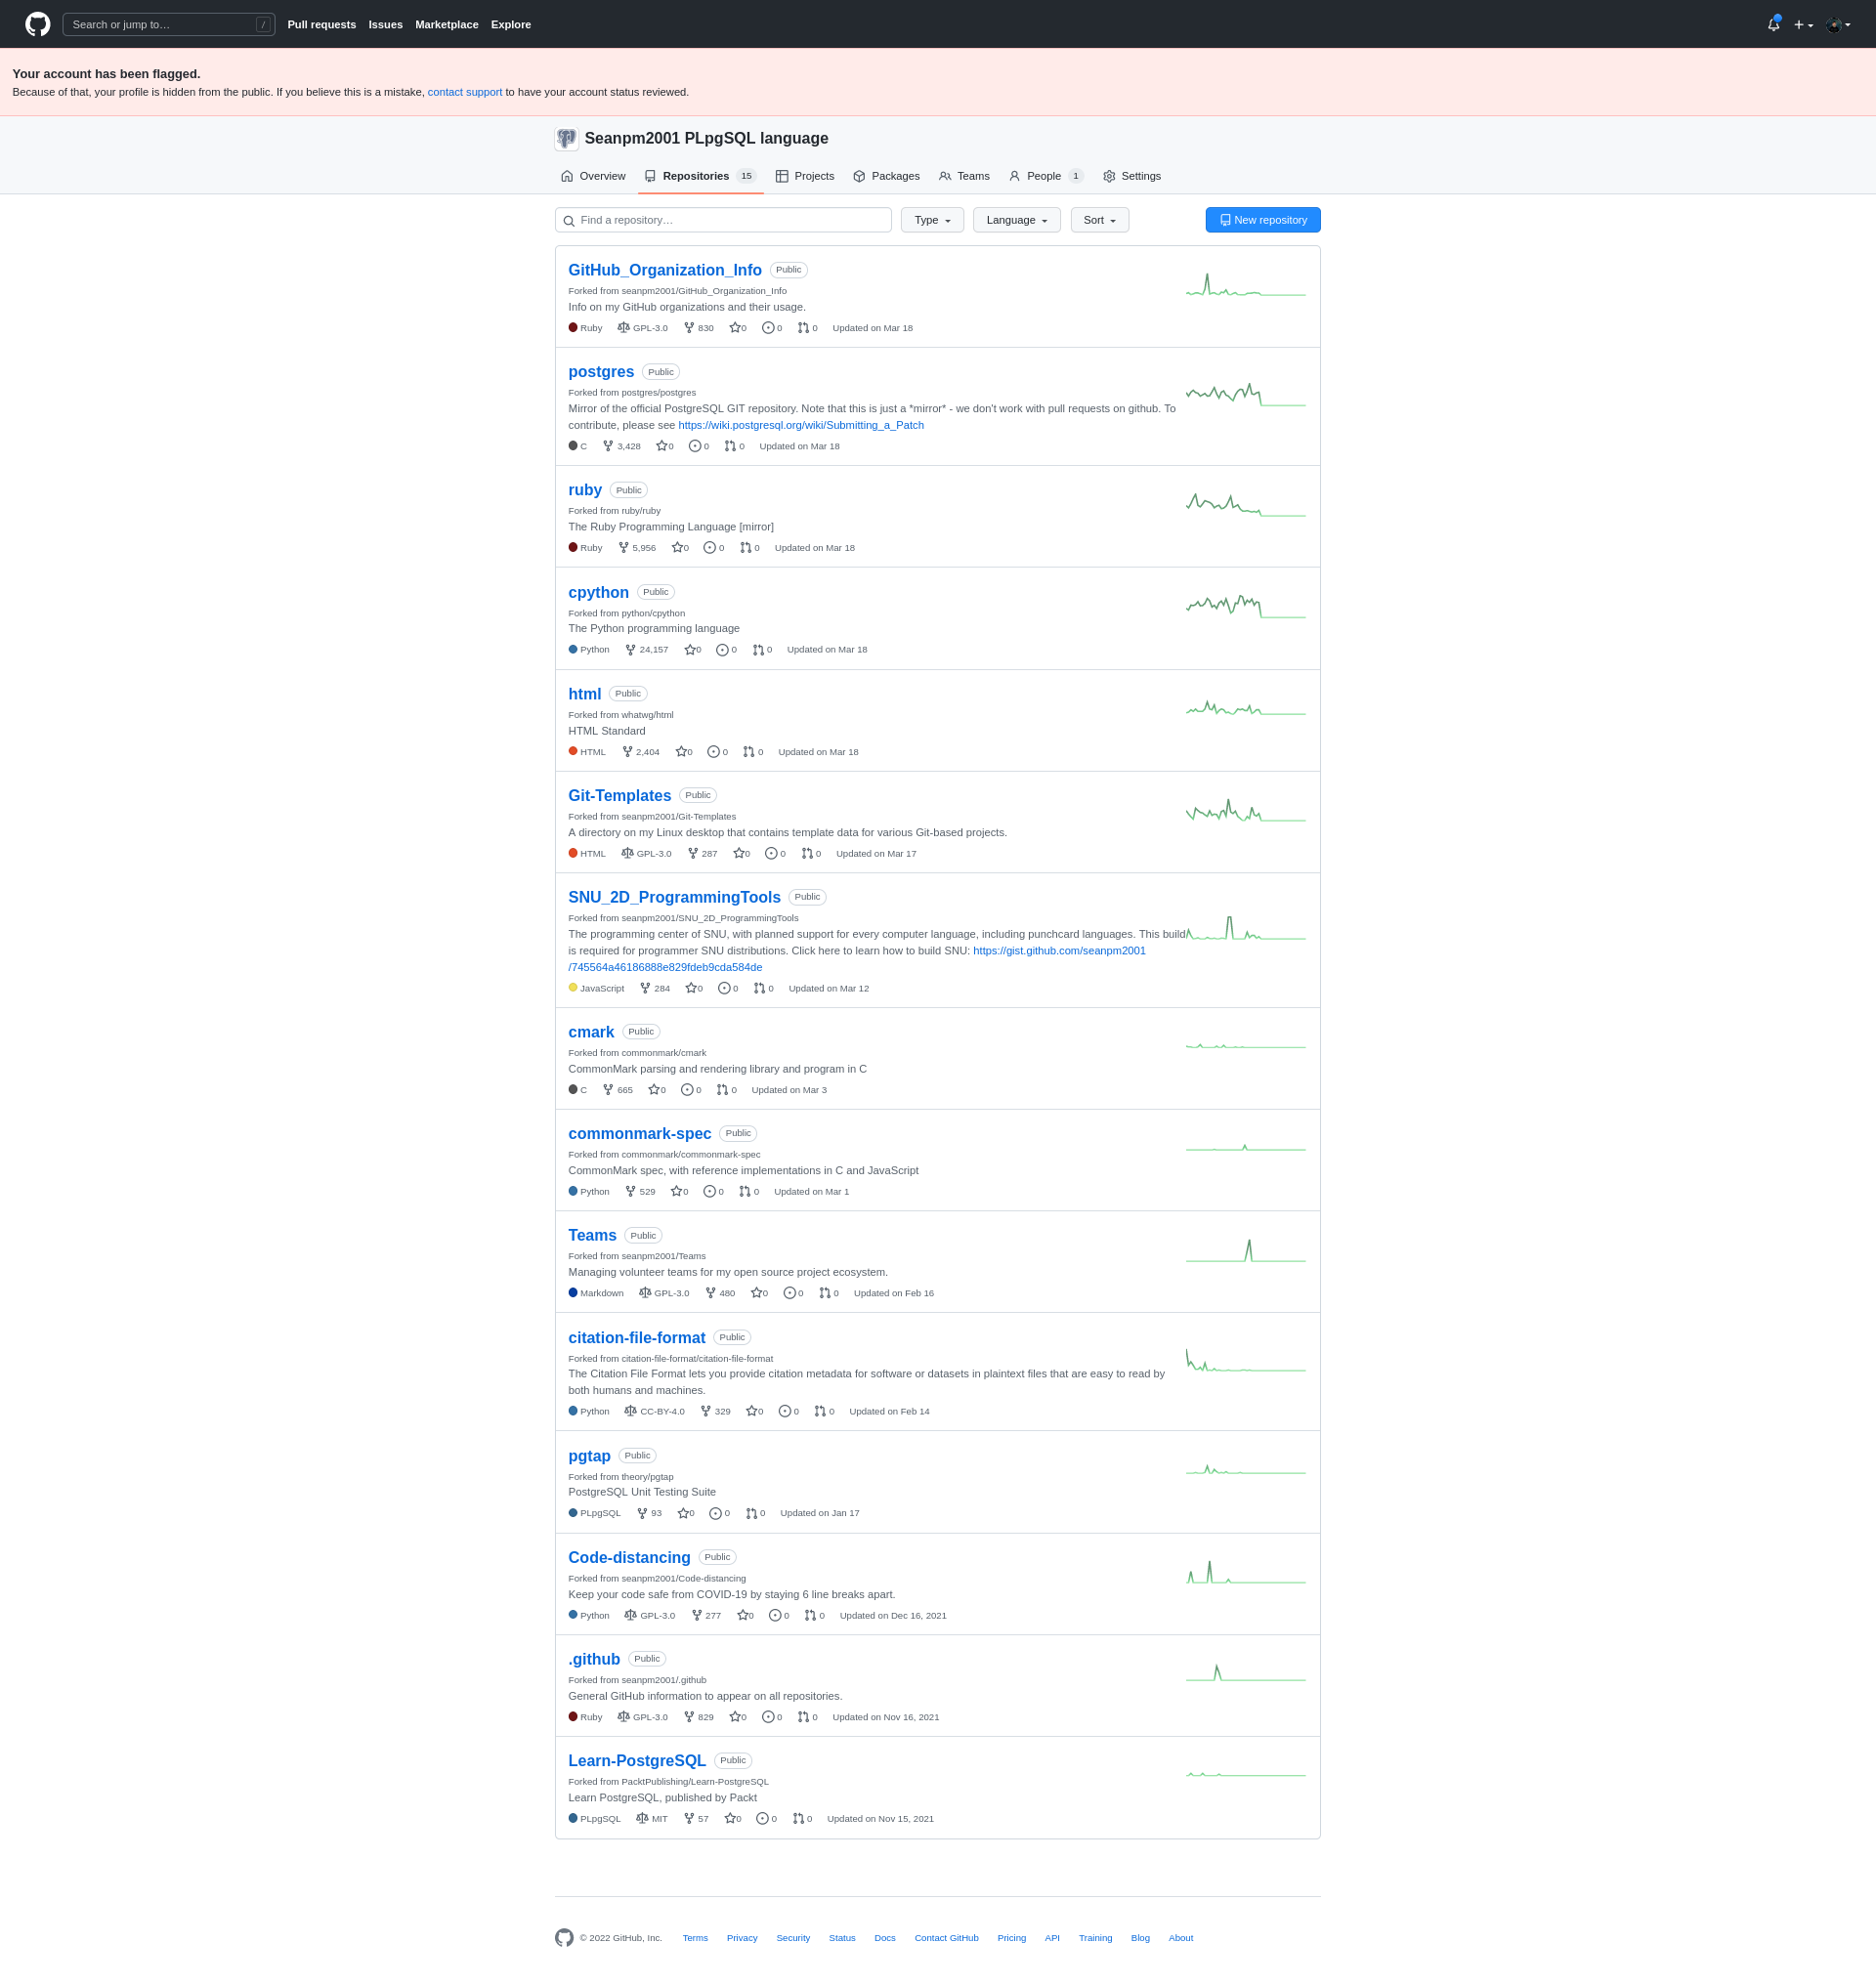 Search or jump to… /
Pull requests Issues Marketplace Explore
Your account has been flagged.
Because of that, your profile is hidden from the public. If you believe this is a mistake, contact support to have your account status reviewed.
Seanpm2001 PLpgSQL language
Overview Repositories 15 Projects Packages Teams People 1 Settings
Find a repository… Type Language Sort New repository
GitHub_Organization_Info Public
Forked from seanpm2001/GitHub_Organization_Info
Info on my GitHub organizations and their usage.
Ruby GPL-3.0 830 0 0 0 Updated on Mar 18
postgres Public
Forked from postgres/postgres
Mirror of the official PostgreSQL GIT repository. Note that this is just a *mirror* - we don't work with pull requests on github. To
contribute, please see https://wiki.postgresql.org/wiki/Submitting_a_Patch
C 3,428 0 0 0 Updated on Mar 18
ruby Public
Forked from ruby/ruby
The Ruby Programming Language [mirror]
Ruby 5,956 0 0 0 Updated on Mar 18
cpython Public
Forked from python/cpython
The Python programming language
Python 24,157 0 0 0 Updated on Mar 18
html Public
Forked from whatwg/html
HTML Standard
HTML 2,404 0 0 0 Updated on Mar 18
Git-Templates Public
Forked from seanpm2001/Git-Templates
A directory on my Linux desktop that contains template data for various Git-based projects.
HTML GPL-3.0 287 0 0 0 Updated on Mar 17
SNU_2D_ProgrammingTools Public
Forked from seanpm2001/SNU_2D_ProgrammingTools
The programming center of SNU, with planned support for every computer language, including punchcard languages. This build
is required for programmer SNU distributions. Click here to learn how to build SNU: https://gist.github.com/seanpm2001
/745564a46186888e829fdeb9cda584de
JavaScript 284 0 0 0 Updated on Mar 12
cmark Public
Forked from commonmark/cmark
CommonMark parsing and rendering library and program in C
C 665 0 0 0 Updated on Mar 3
commonmark-spec Public
Forked from commonmark/commonmark-spec
CommonMark spec, with reference implementations in C and JavaScript
Python 529 0 0 0 Updated on Mar 1
Teams Public
Forked from seanpm2001/Teams
Managing volunteer teams for my open source project ecosystem.
Markdown GPL-3.0 480 0 0 0 Updated on Feb 16
citation-file-format Public
Forked from citation-file-format/citation-file-format
The Citation File Format lets you provide citation metadata for software or datasets in plaintext files that are easy to read by
both humans and machines.
Python CC-BY-4.0 329 0 0 0 Updated on Feb 14
pgtap Public
Forked from theory/pgtap
PostgreSQL Unit Testing Suite
PLpgSQL 93 0 0 0 Updated on Jan 17
Code-distancing Public
Forked from seanpm2001/Code-distancing
Keep your code safe from COVID-19 by staying 6 line breaks apart.
Python GPL-3.0 277 0 0 0 Updated on Dec 16, 2021
.github Public
Forked from seanpm2001/.github
General GitHub information to appear on all repositories.
Ruby GPL-3.0 829 0 0 0 Updated on Nov 16, 2021
Learn-PostgreSQL Public
Forked from PacktPublishing/Learn-PostgreSQL
Learn PostgreSQL, published by Packt
PLpgSQL MIT 57 0 0 0 Updated on Nov 15, 2021
© 2022 GitHub, Inc. Terms Privacy Security Status Docs Contact GitHub Pricing API Training Blog About